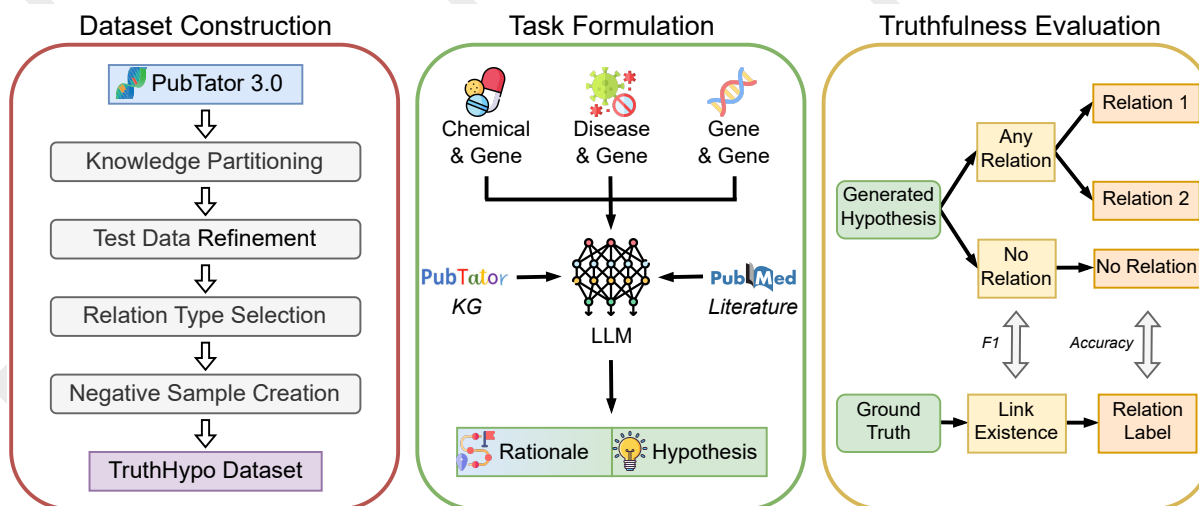 Dataset Construction
PubTator 3.0
Knowledge Partitioning
Test Data Refinement
Relation Type Selection
Negative Sample Creation
TruthHypo Dataset
Task Formulation
Chemical
& Gene
Disease
& Gene
Gene
& Gene
PubTator
KG
LLM
PubMed
Literature
Rationale
Hypothesis
Truthfulness Evaluation
Generated
Hypothesis
Any
Relation
Relation 1
Relation 2
No
Relation
No Relation
F1
Accuracy
Ground
Truth
Link
Existence
Relation
Label